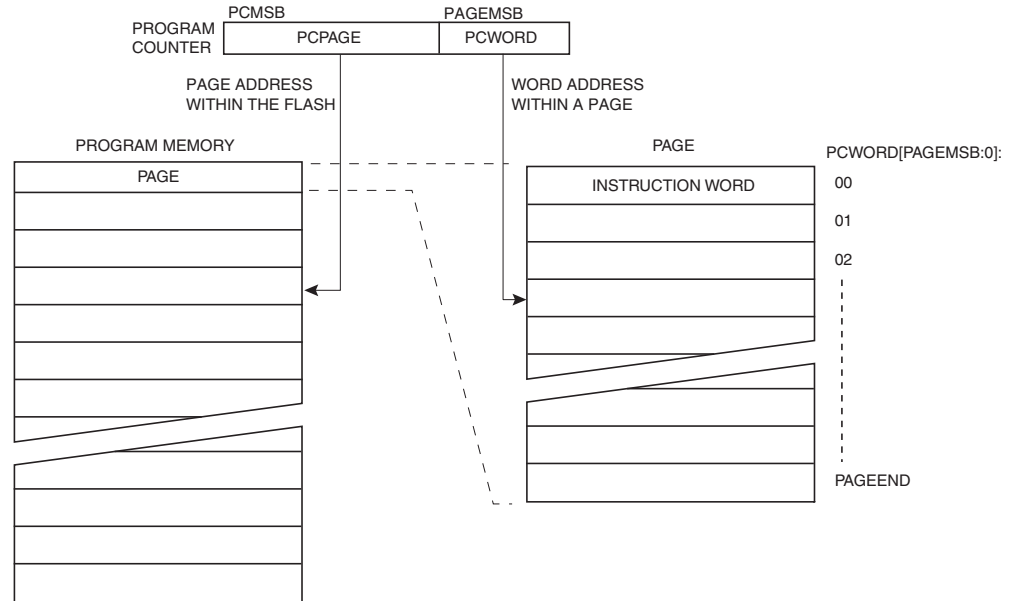 PCMSB
PAGEMSB
PROGRAM
COUNTER
PCPAGE
PCWORD
PAGE ADDRESS
WITHIN THE FLASH
WORD ADDRESS
WITHIN A PAGE
PROGRAM MEMORY
PAGE
PAGE
PCWORD[PAGEMSB:0]:
INSTRUCTION WORD
00
01
02
PAGEEND